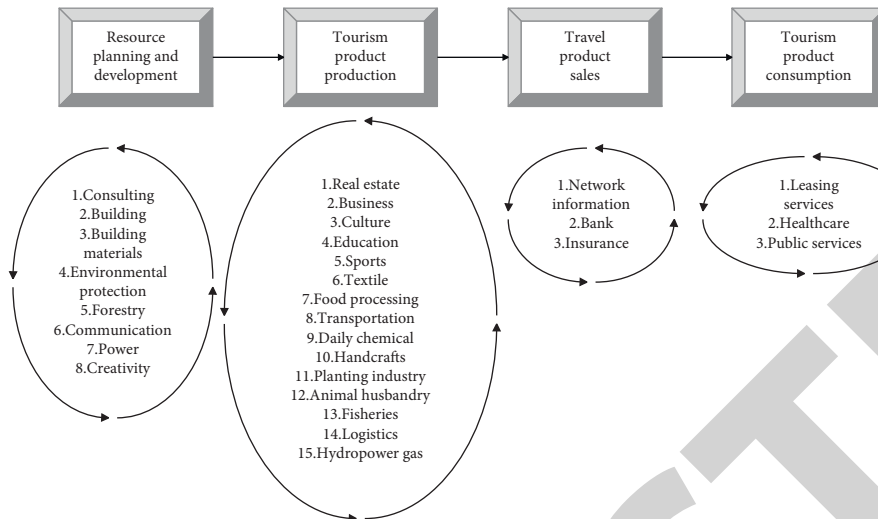 Resource
planning and
development
Tourism
product
production
Travel
product
sales
Tourism
product
consumption
1.Consulting
2.Building
3.Building
materials
4.Environmental
protection
5.Forestry
6.Communication
7.Power
8.Creativity
1.Real estate
2.Business
3.Culture
4.Education
5.Sports
6.Textile
7.Food processing
8.Transportation
9.Daily chemical
10.Handcrafts
11.Planting industry
12.Animal husbandry
13.Fisheries
14.Logistics
15.Hydropower gas
1.Network
information
2.Bank
3.Insurance
1.Leasing
services
2.Healthcare
3.Public services